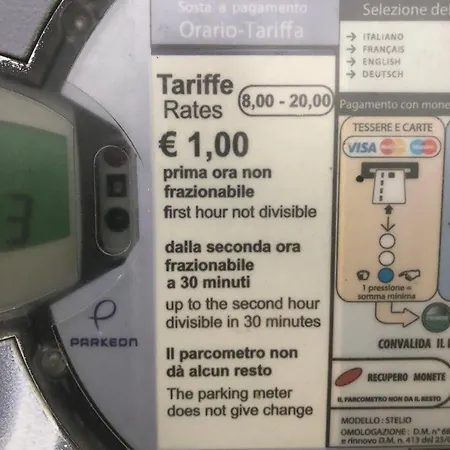 Sosta a pagamento
Orario-Tariffa
Tariffe
Rates
8,00 - 20,00
€ 1,00
prima ora non
frazionabile
first hour not divisible
dalla seconda ora
frazionabile
a 30 minuti
up to the second hour
divisible in 30 minutes
Il parcometro non
dà alcun resto
The parking meter
does not give change
3
PARKEON
Selezione
→ ITALIANO
→ FRANÇAIS
→ ENGLISH
→ DEUTSCH
Pagamento con mone
TESSERE E CARTE
VISA
1 pressione =
somma minima
CONVALIDA IL
RECUPERO MONETE
IL PARCOMETRO NON DA IL RESTO
MODELLO : STELIO
OMOLOGAZIONE : D.M. n° 68
e rinnovo D.M. n. 413 del 25/